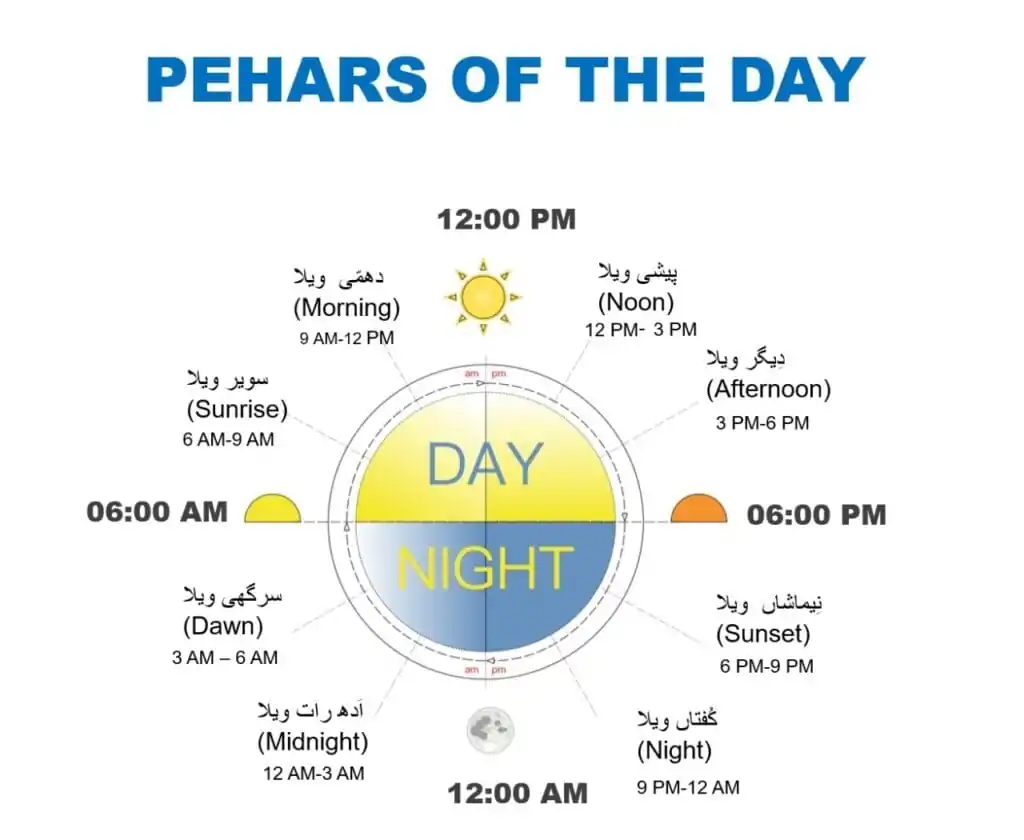 PEHARS OF THE DAY
12:00 PM
دھمّی ویلا
(Morning)
9 AM-12 PM
پیشی ویلا
(Noon)
12 PM- 3 PM
سویر ویلا
(Sunrise)
6 AM-9 AM
دِیگر ویلا
(Afternoon)
3 PM-6 PM
am pm
DAY
06:00 AM
06:00 PM
NIGHT
سرگھی ویلا
(Dawn)
3 AM – 6 AM
نِیماشاں ویلا
(Sunset)
6 PM-9 PM
am pm
اَدھ رات ویلا
(Midnight)
12 AM-3 AM
کُفتاں ویلا
(Night)
9 PM-12 AM
12:00 AM